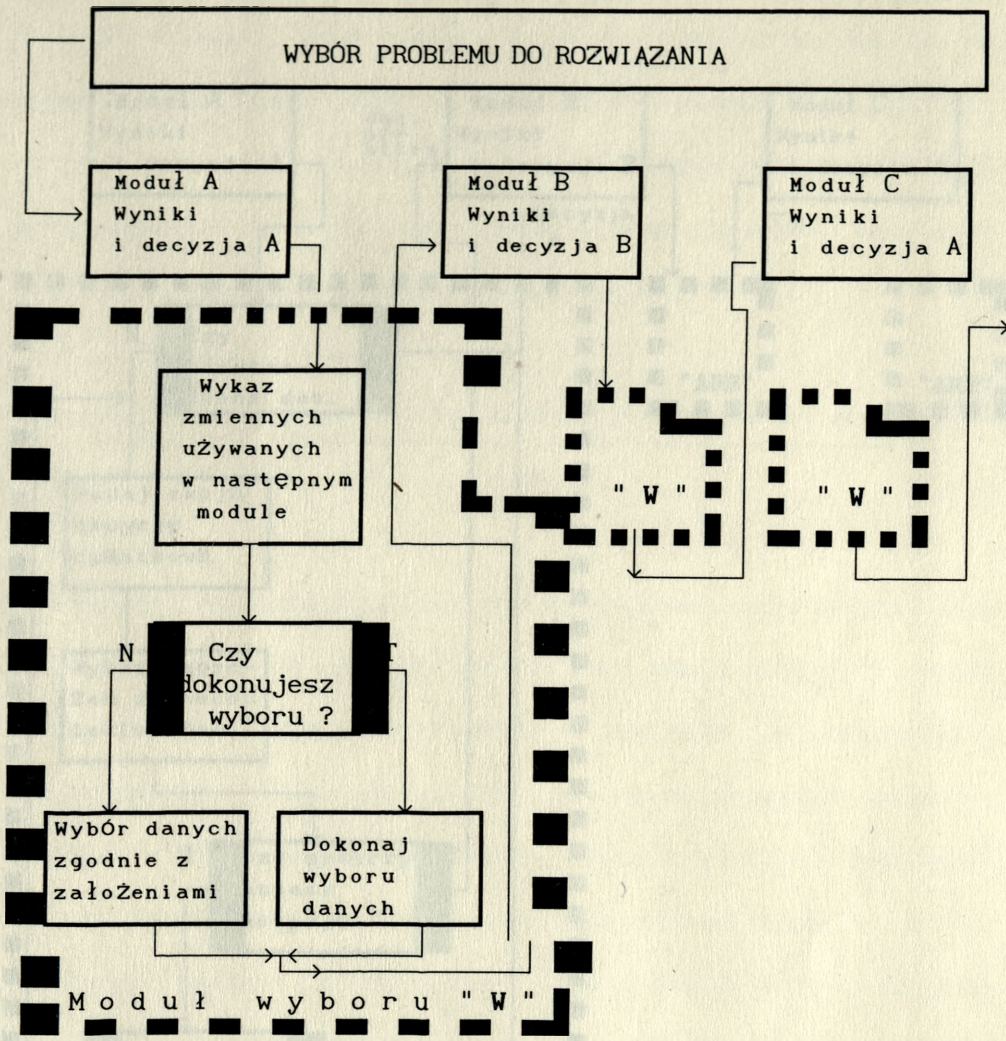 WYBÓR PROBLEMU DO ROZWIĄZANIA
Moduł A
Wyniki
i decyzja A
Moduł B
Wyniki
i decyzja B
Moduł C
Wyniki
i decyzja A
Wykaz
zmiennych
używanych
w następnym
module
" W "
" W "
N
Czy
dokonujesz
wyboru ?
T
Wybór danych
zgodnie z
założeniami
Dokonaj
wyboru
danych
Moduł wyboru " W "